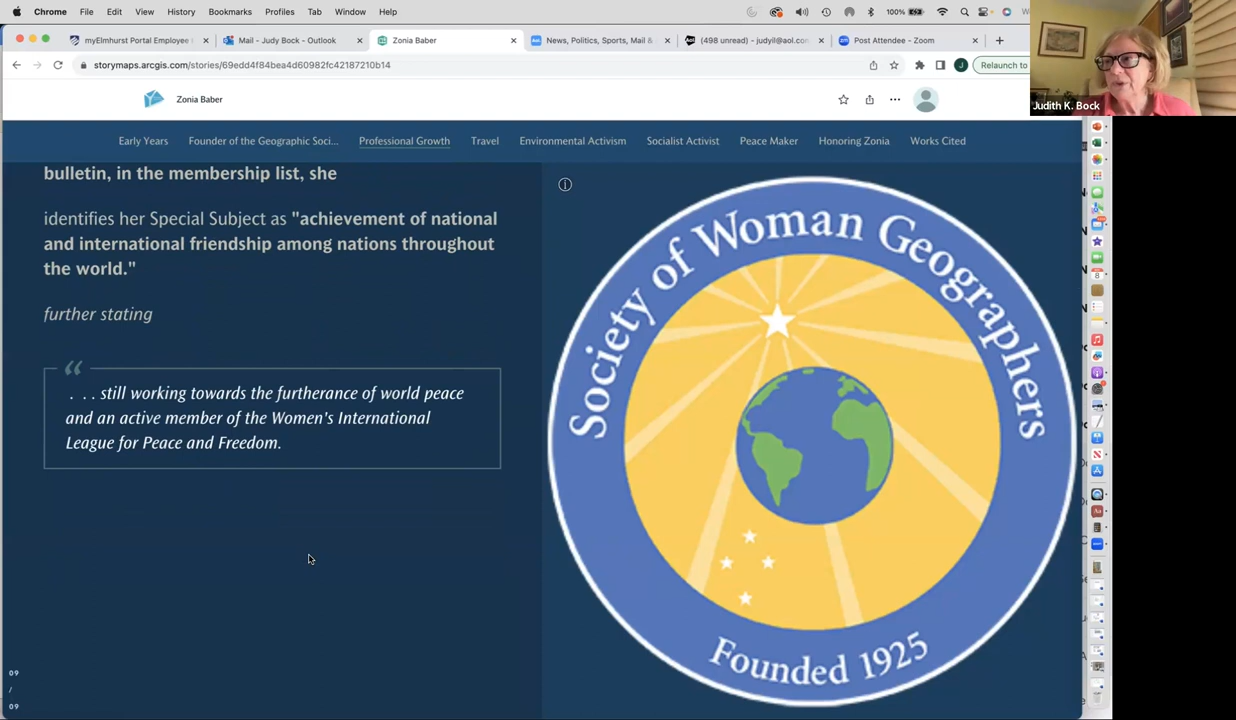 Chrome File Edit View History Bookmarks Profiles Tab Window Help
100%
myElmhurst Portal Employee
Mail - Judy Bock - Outlook
Zonia Baber
News, Politics, Sports, Mail &
(498 unread) - judyil@aol.com
Post Attendee - Zoom
storymaps.arcgis.com/stories/69edd4f84bea4d60982fc42187210b14
Relaunch to
Judith K. Bock
Zonia Baber
Early Years
Founder of the Geographic Soci...
Professional Growth
Travel
Environmental Activism
Socialist Activist
Peace Maker
Honoring Zonia
Works Cited
bulletin, in the membership list, she
identifies her Special Subject as "achievement of national
and international friendship among nations throughout
the world."
further stating
“
. . . still working towards the furtherance of world peace
and an active member of the Women's International
League for Peace and Freedom.
Society of Woman Geographers
Founded 1925
09
/
09